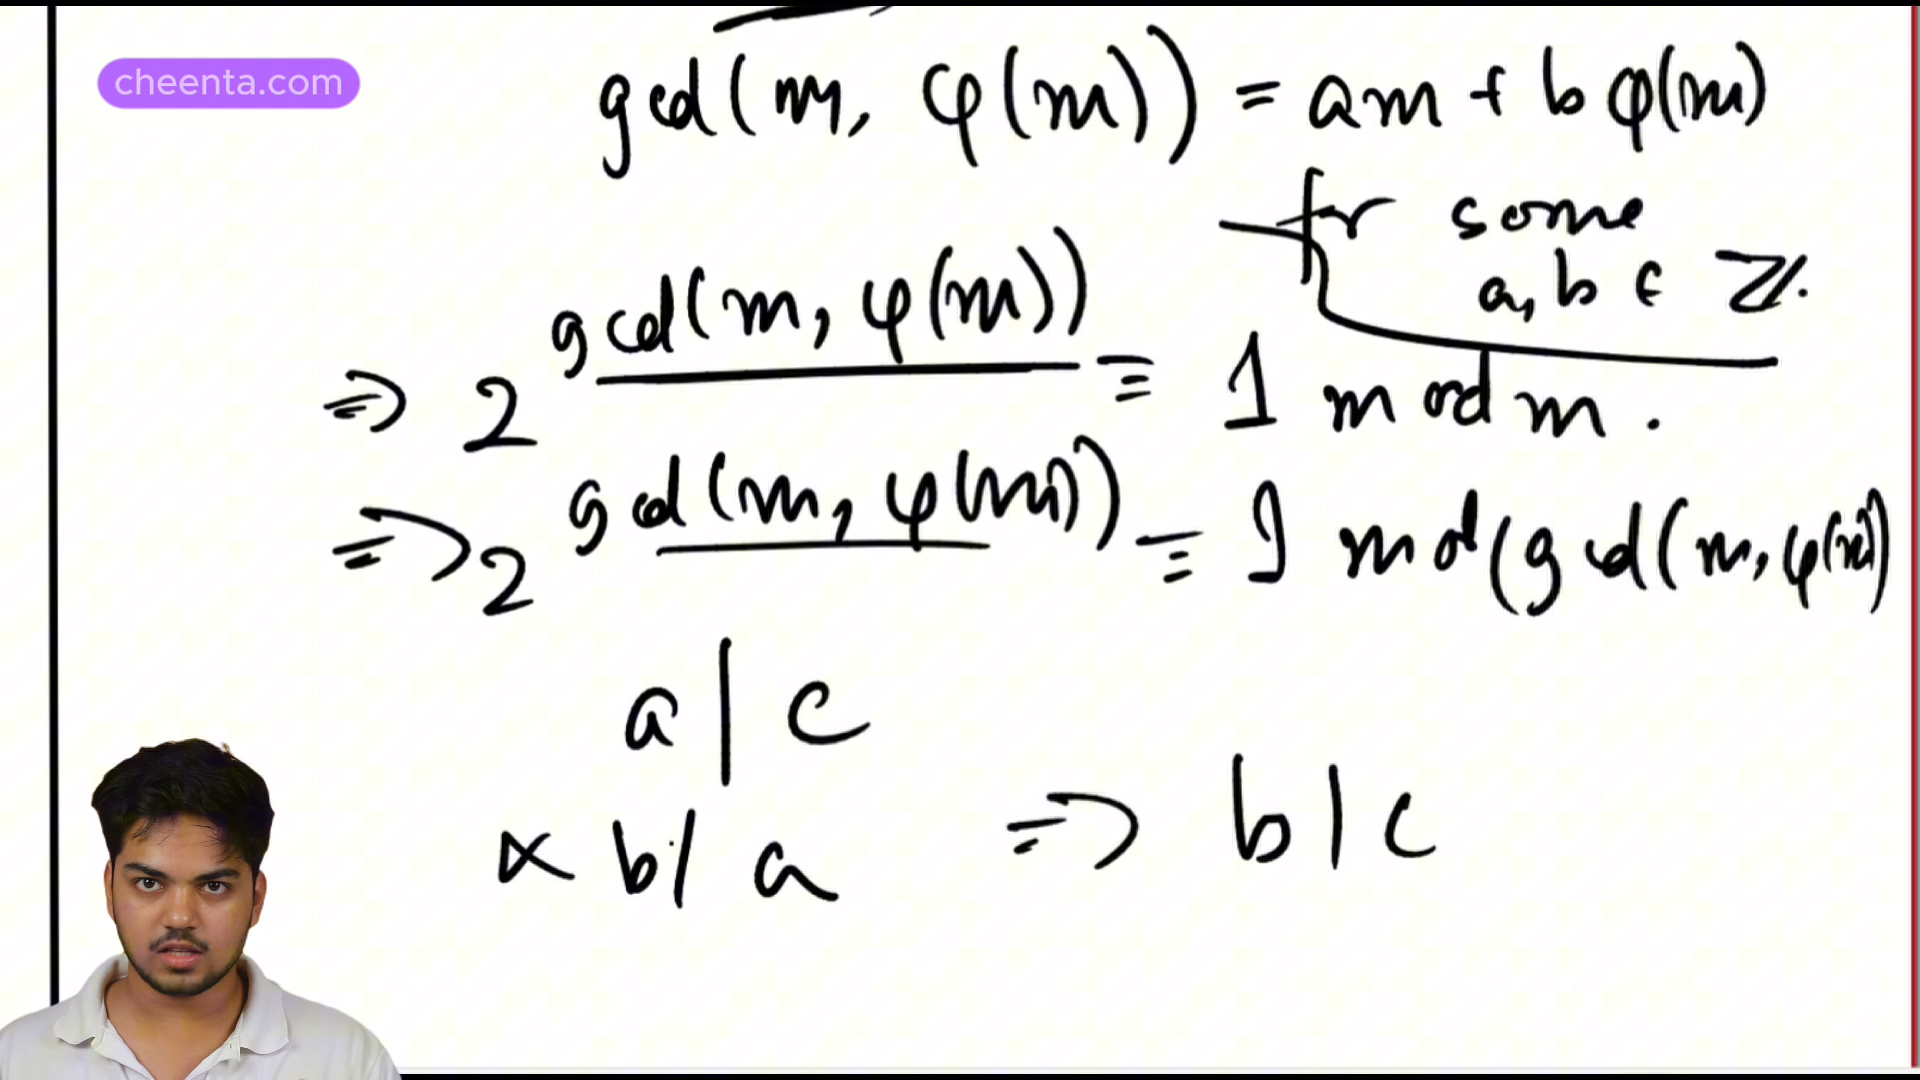 cheenta.com
gcd(m, φ(m)) = am + bφ(m)
for some
a, b ∈ ℤ.
⇒ 2^gcd(m, φ(m)) ≡ 1 mod m.
⇒ 2^gcd(m, φ(m)) ≡ 1 mod(gcd(m, φ(m))
a | c
∝ b | a ⇒ b | c